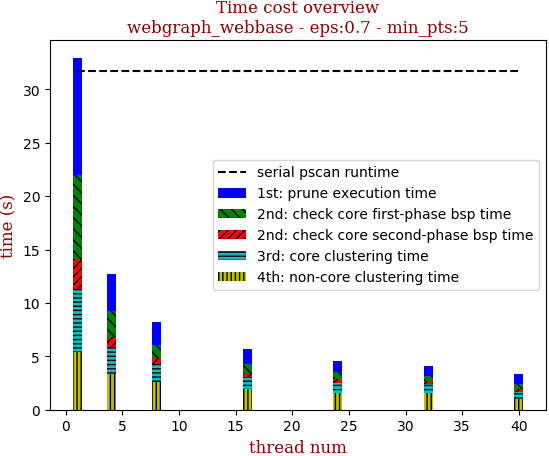 Time cost overview
webgraph_webbase - eps:0.7 - min_pts:5
time (s)
30
25
20
15
10
5
0
serial pscan runtime
1st: prune execution time
2nd: check core first-phase bsp time
2nd: check core second-phase bsp time
3rd: core clustering time
4th: non-core clustering time
0 5 10 15 20 25 30 35 40
thread num